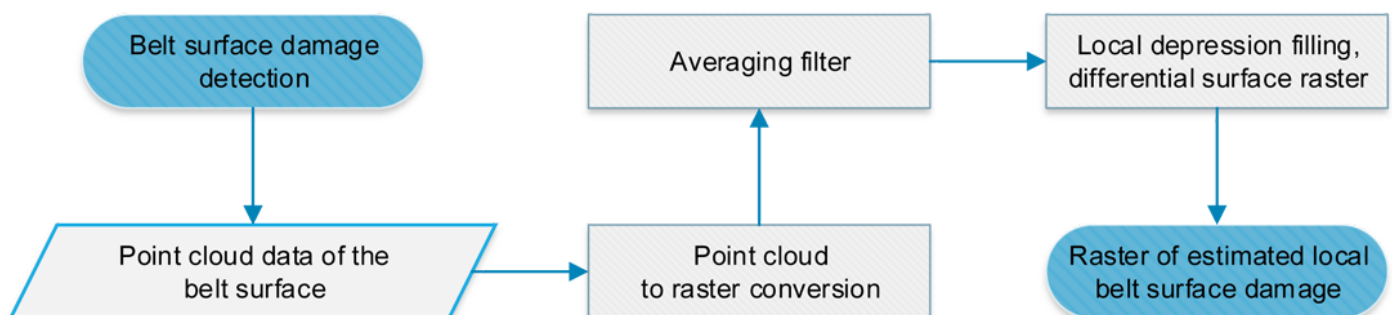 Belt surface damage
detection
Point cloud data of the
belt surface
Point cloud
to raster conversion
Averaging filter
Local depression filling,
differential surface raster
Raster of estimated local
belt surface damage